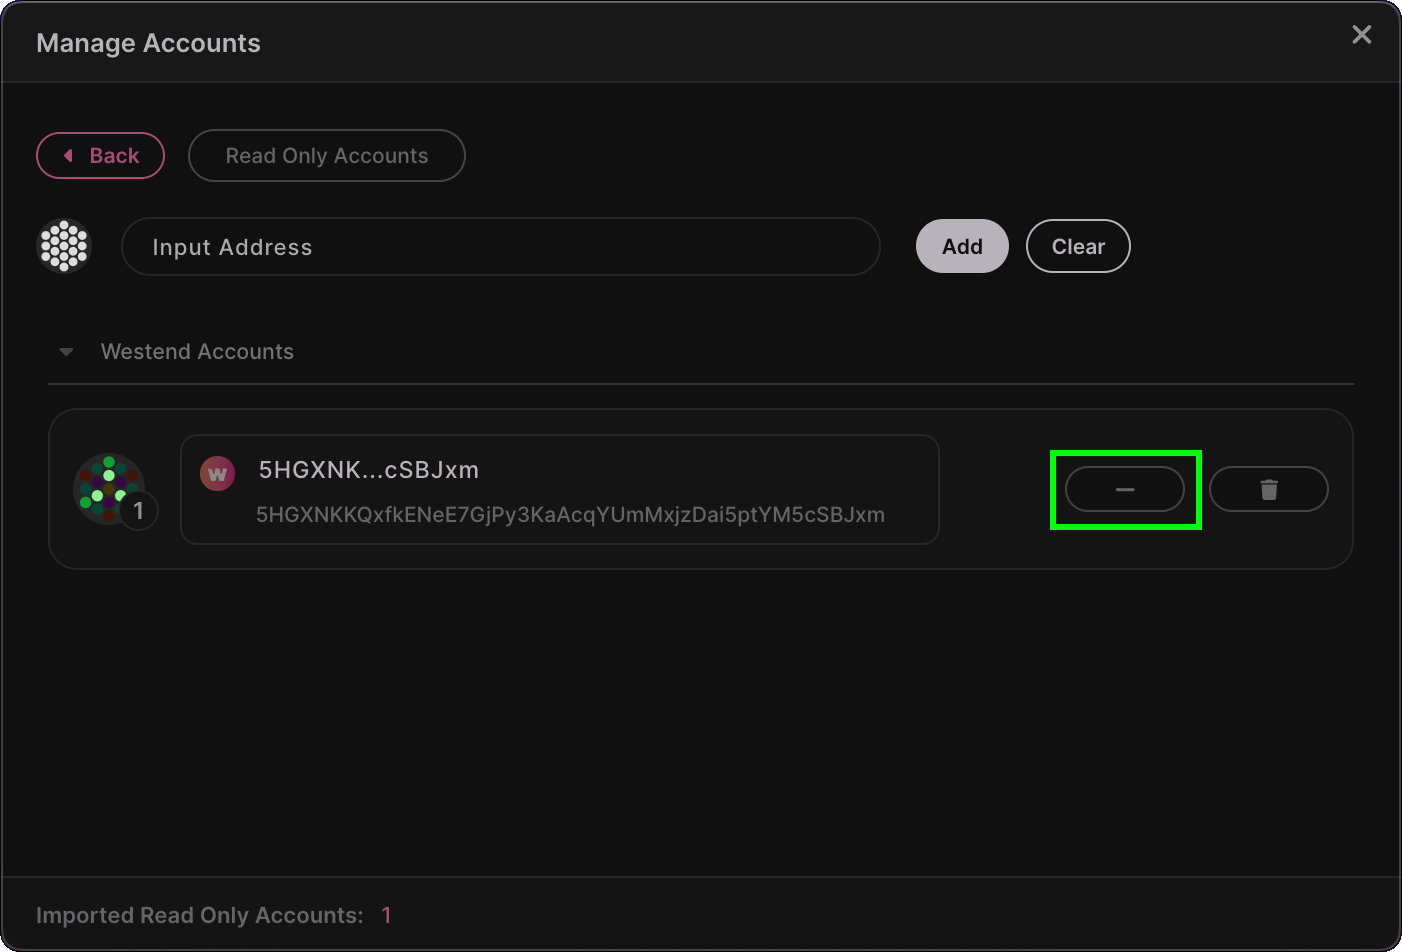 Manage Accounts
Back
Read Only Accounts
Input Address
Add
Clear
Westend Accounts
1
w
5HGXNK...cSBJxm
5HGXNKKQxfkENeE7GjPy3KaAcqYUmMxjzDai5ptYM5cSBJxm
Imported Read Only Accounts: 1